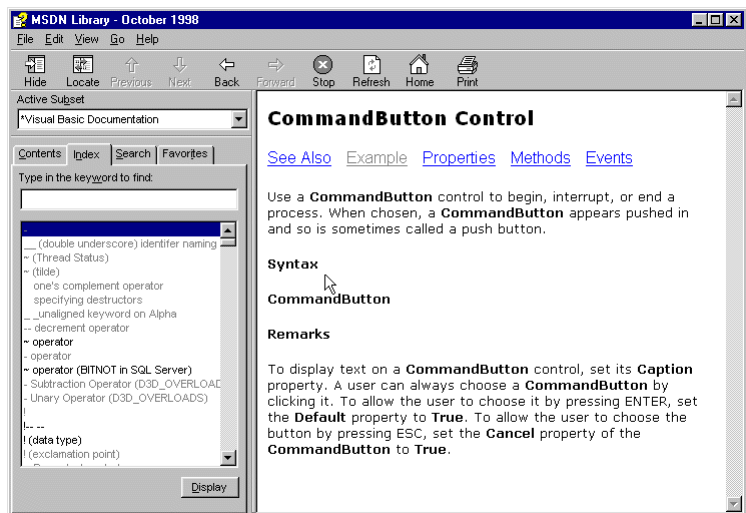 MSDN Library - October 1998
File Edit View Go Help
Hide Locate Previous Next Back Forward Stop Refresh Home Print
Active Subset
*Visual Basic Documentation
Contents Index Search Favorites
Type in the keyword to find:
-
__ (double underscore) identifer naming
~ (Thread Status)
~ (tilde)
one's complement operator
specifying destructors
_ _unaligned keyword on Alpha
-- decrement operator
~ operator
- operator
~ operator (BITNOT in SQL Server)
- Subtraction Operator (D3D_OVERLOAD
- Unary Operator (D3D_OVERLOADS)
!
!-- --
! (data type)
! (exclamation point)
Display
CommandButton Control
See Also Example Properties Methods Events
Use a CommandButton control to begin, interrupt, or end a
process. When chosen, a CommandButton appears pushed in
and so is sometimes called a push button.
Syntax
CommandButton
Remarks
To display text on a CommandButton control, set its Caption
property. A user can always choose a CommandButton by
clicking it. To allow the user to choose it by pressing ENTER, set
the Default property to True. To allow the user to choose the
button by pressing ESC, set the Cancel property of the
CommandButton to True.